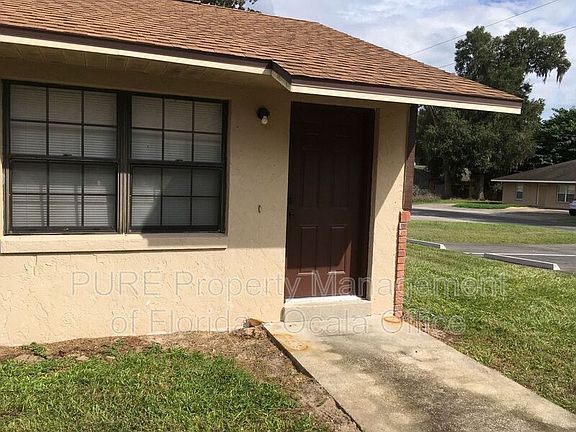 PURE Property Management
of Florida - Ocala Office